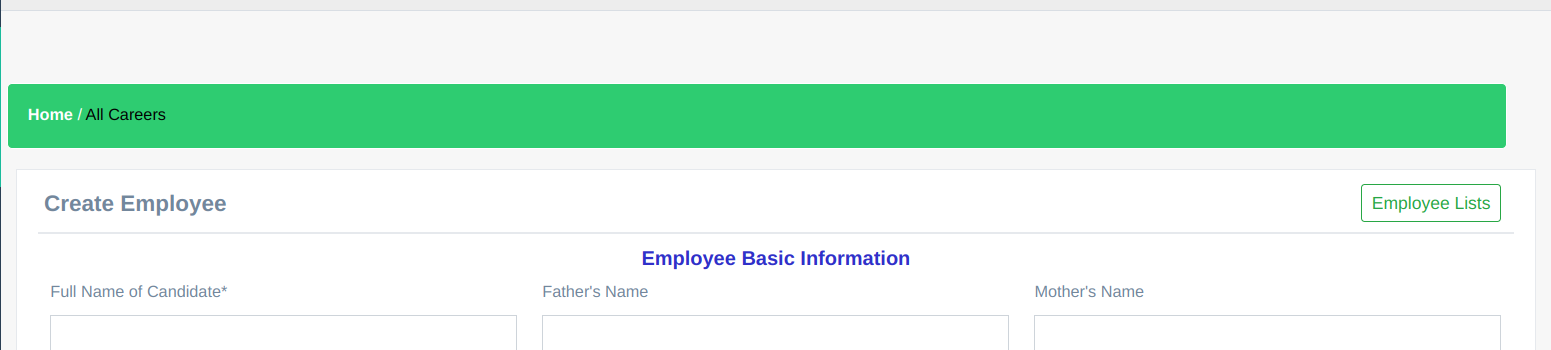 Home / All Careers
Create Employee
Employee Lists
Employee Basic Information
Full Name of Candidate*
Father's Name
Mother's Name